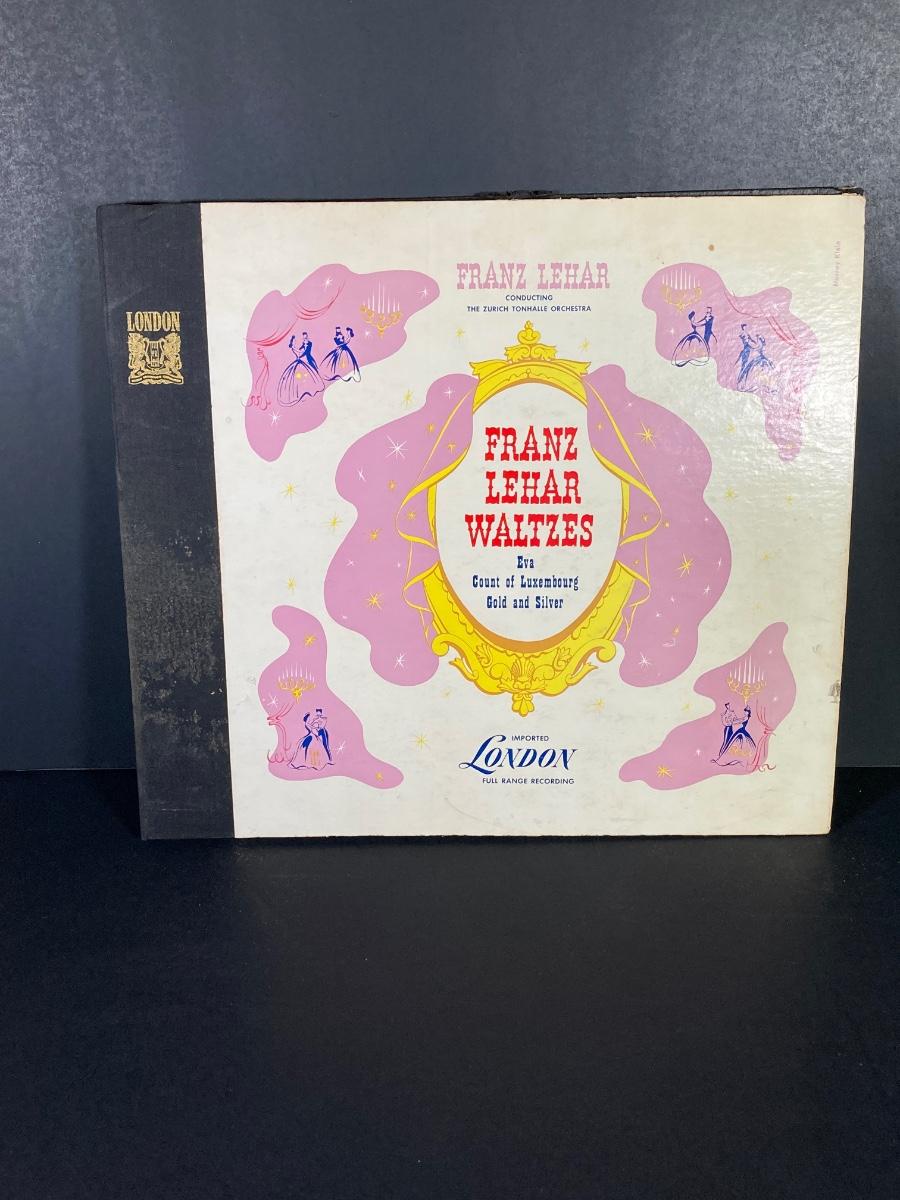 LONDON
FRANZ LEHAR
CONDUCTING
THE ZURICH TONHALLE ORCHESTRA
FRANZ
LEHAR
WALTZES
Eva
Count of Luxembourg
Gold and Silver
IMPORTED
LONDON
FULL RANGE RECORDING